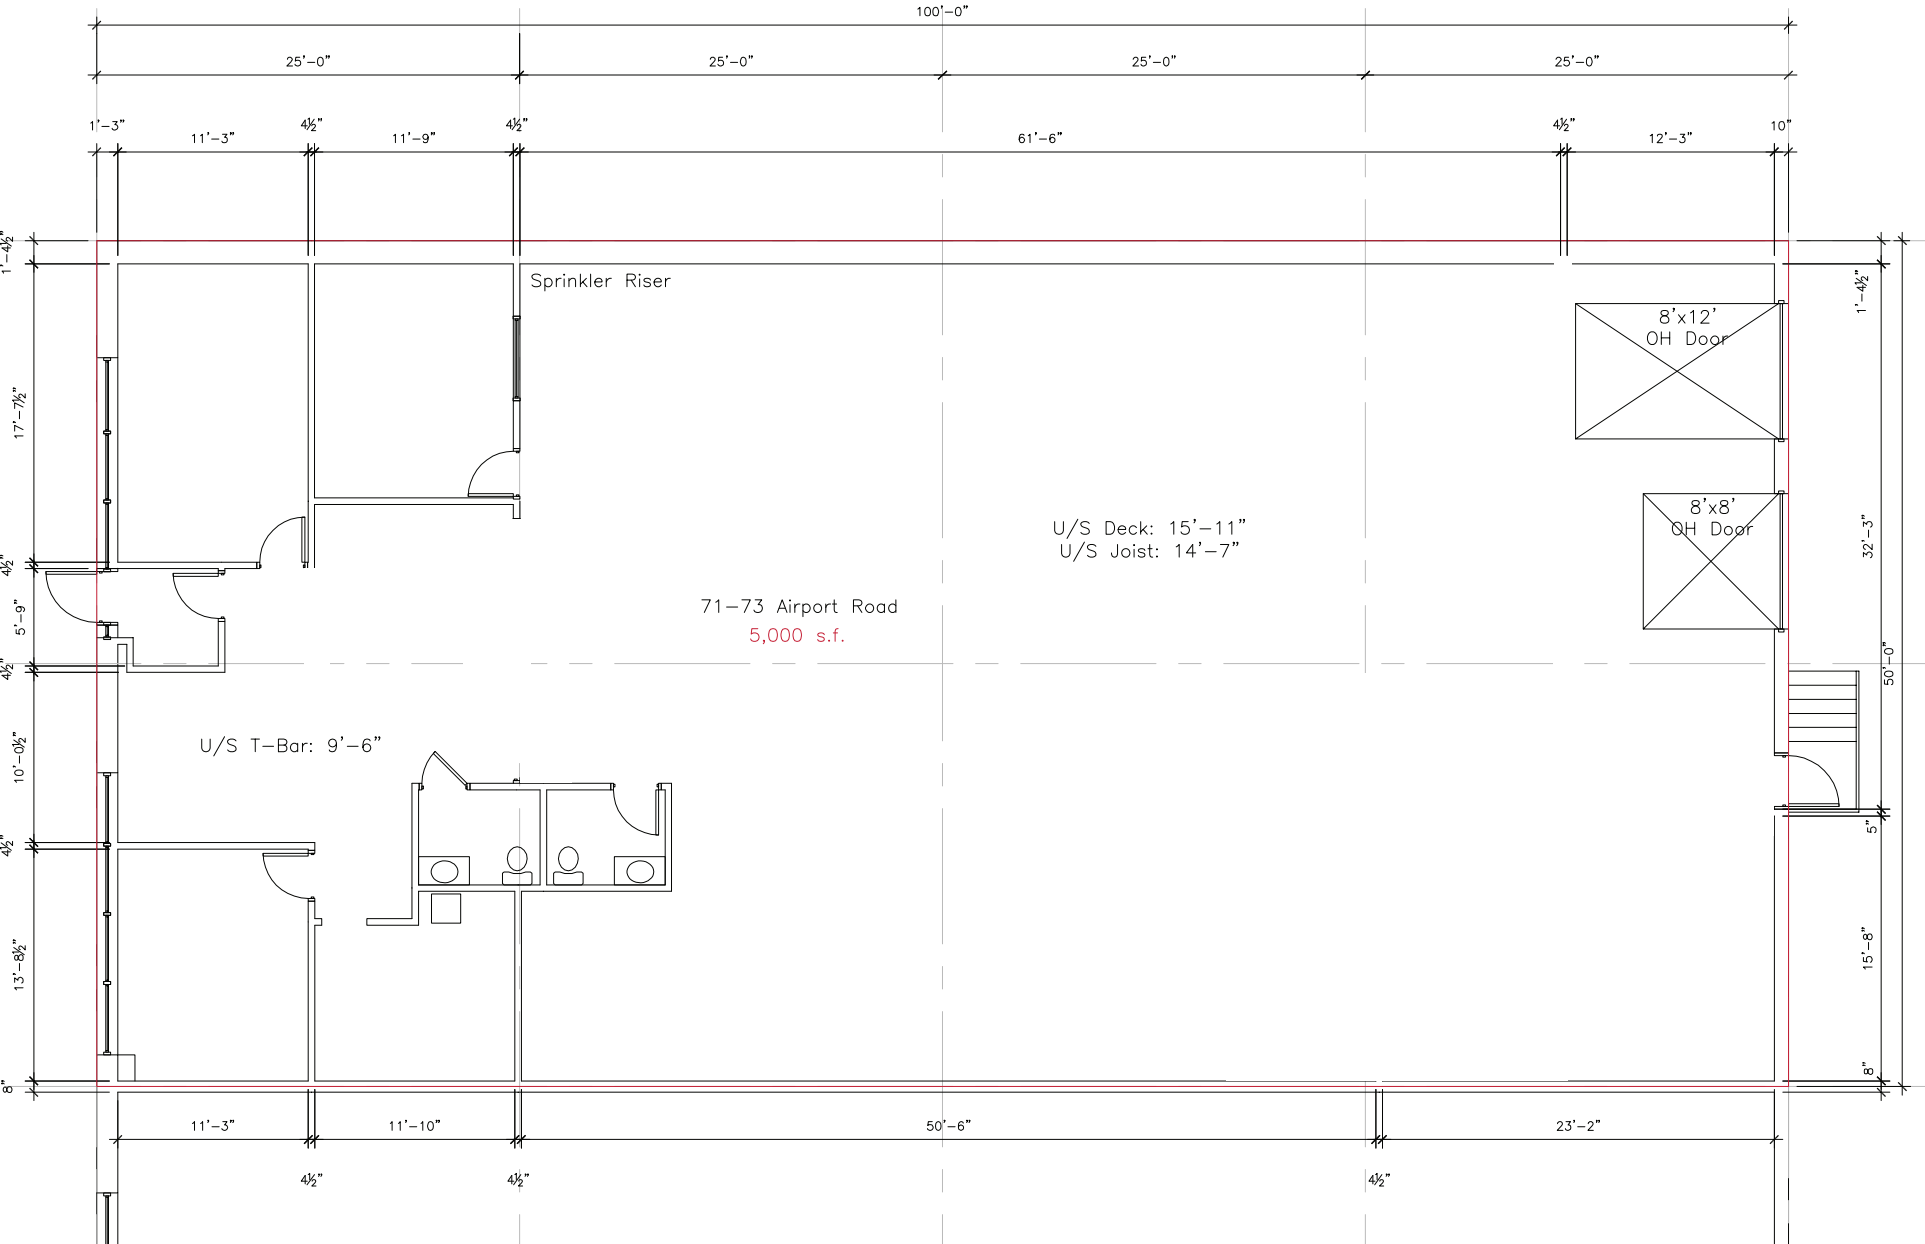 100'-0"
25'-0" 25'-0" 25'-0" 25'-0"
1'-3" 4½" 4½" 4½" 10"
11'-3" 11'-9" 61'-6" 12'-3"
1'-4½"
Sprinkler Riser
1'-4½"
8'x12'
OH Door
17'-7½"
8'x8'
OH Door
U/S Deck: 15'-11"
U/S Joist: 14'-7"
32'-3"
4½"
5'-9"
71-73 Airport Road
5,000 s.f.
4½"
50'-0"
U/S T-Bar: 9'-6"
10'-0½"
5"
4½"
13'-8½"
15'-8"
8"
8"
11'-3" 11'-10" 50'-6" 23'-2"
4½" 4½" 4½"